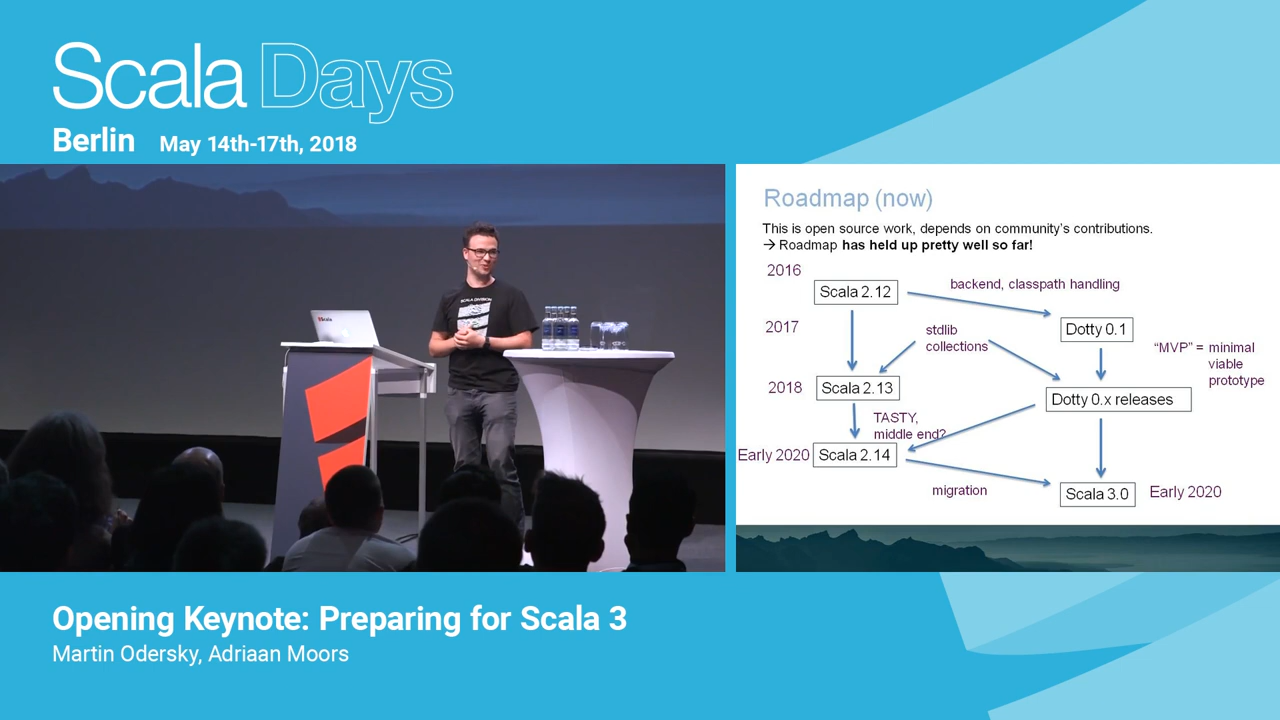 Scala Days
Berlin May 14th-17th, 2018
SCALA DIVISION
Scala
Roadmap (now)
This is open source work, depends on community's contributions.
→ Roadmap has held up pretty well so far!
2016
Scala 2.12
backend, classpath handling
2017
stdlib
collections
Dotty 0.1
"MVP" = minimal
viable
prototype
2018
Scala 2.13
Dotty 0.x releases
TASTY,
middle end?
Early 2020
Scala 2.14
migration
Scala 3.0
Early 2020
Opening Keynote: Preparing for Scala 3
Martin Odersky, Adriaan Moors